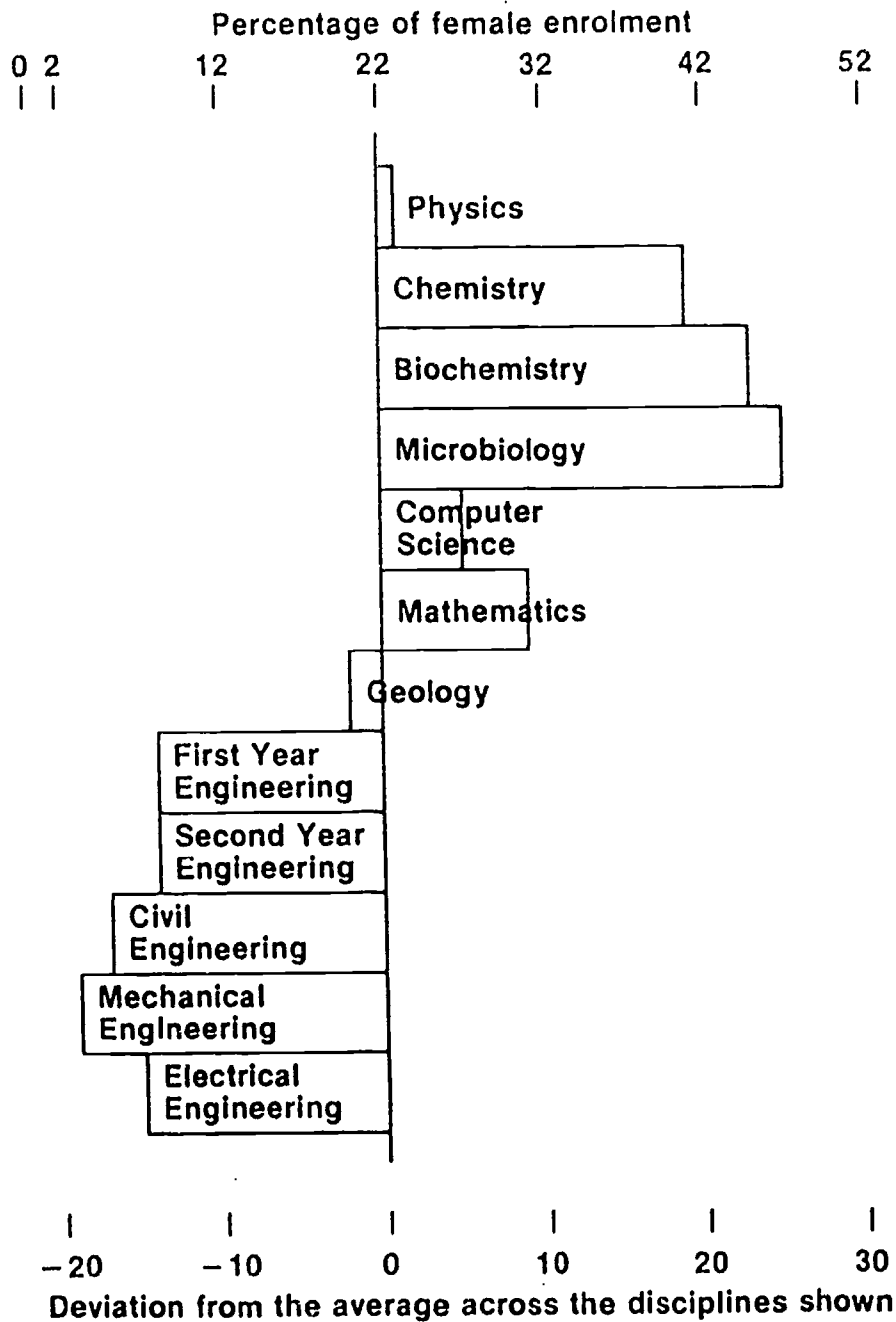 Percentage of female enrolment
0 2 12 22 32 42 52
Physics
Chemistry
Biochemistry
Microbiology
Computer
Science
Mathematics
Geology
First Year
Engineering
Second Year
Engineering
Civil
Engineering
Mechanical
Engineering
Electrical
Engineering
−20 −10 0 10 20 30
Deviation from the average across the disciplines shown